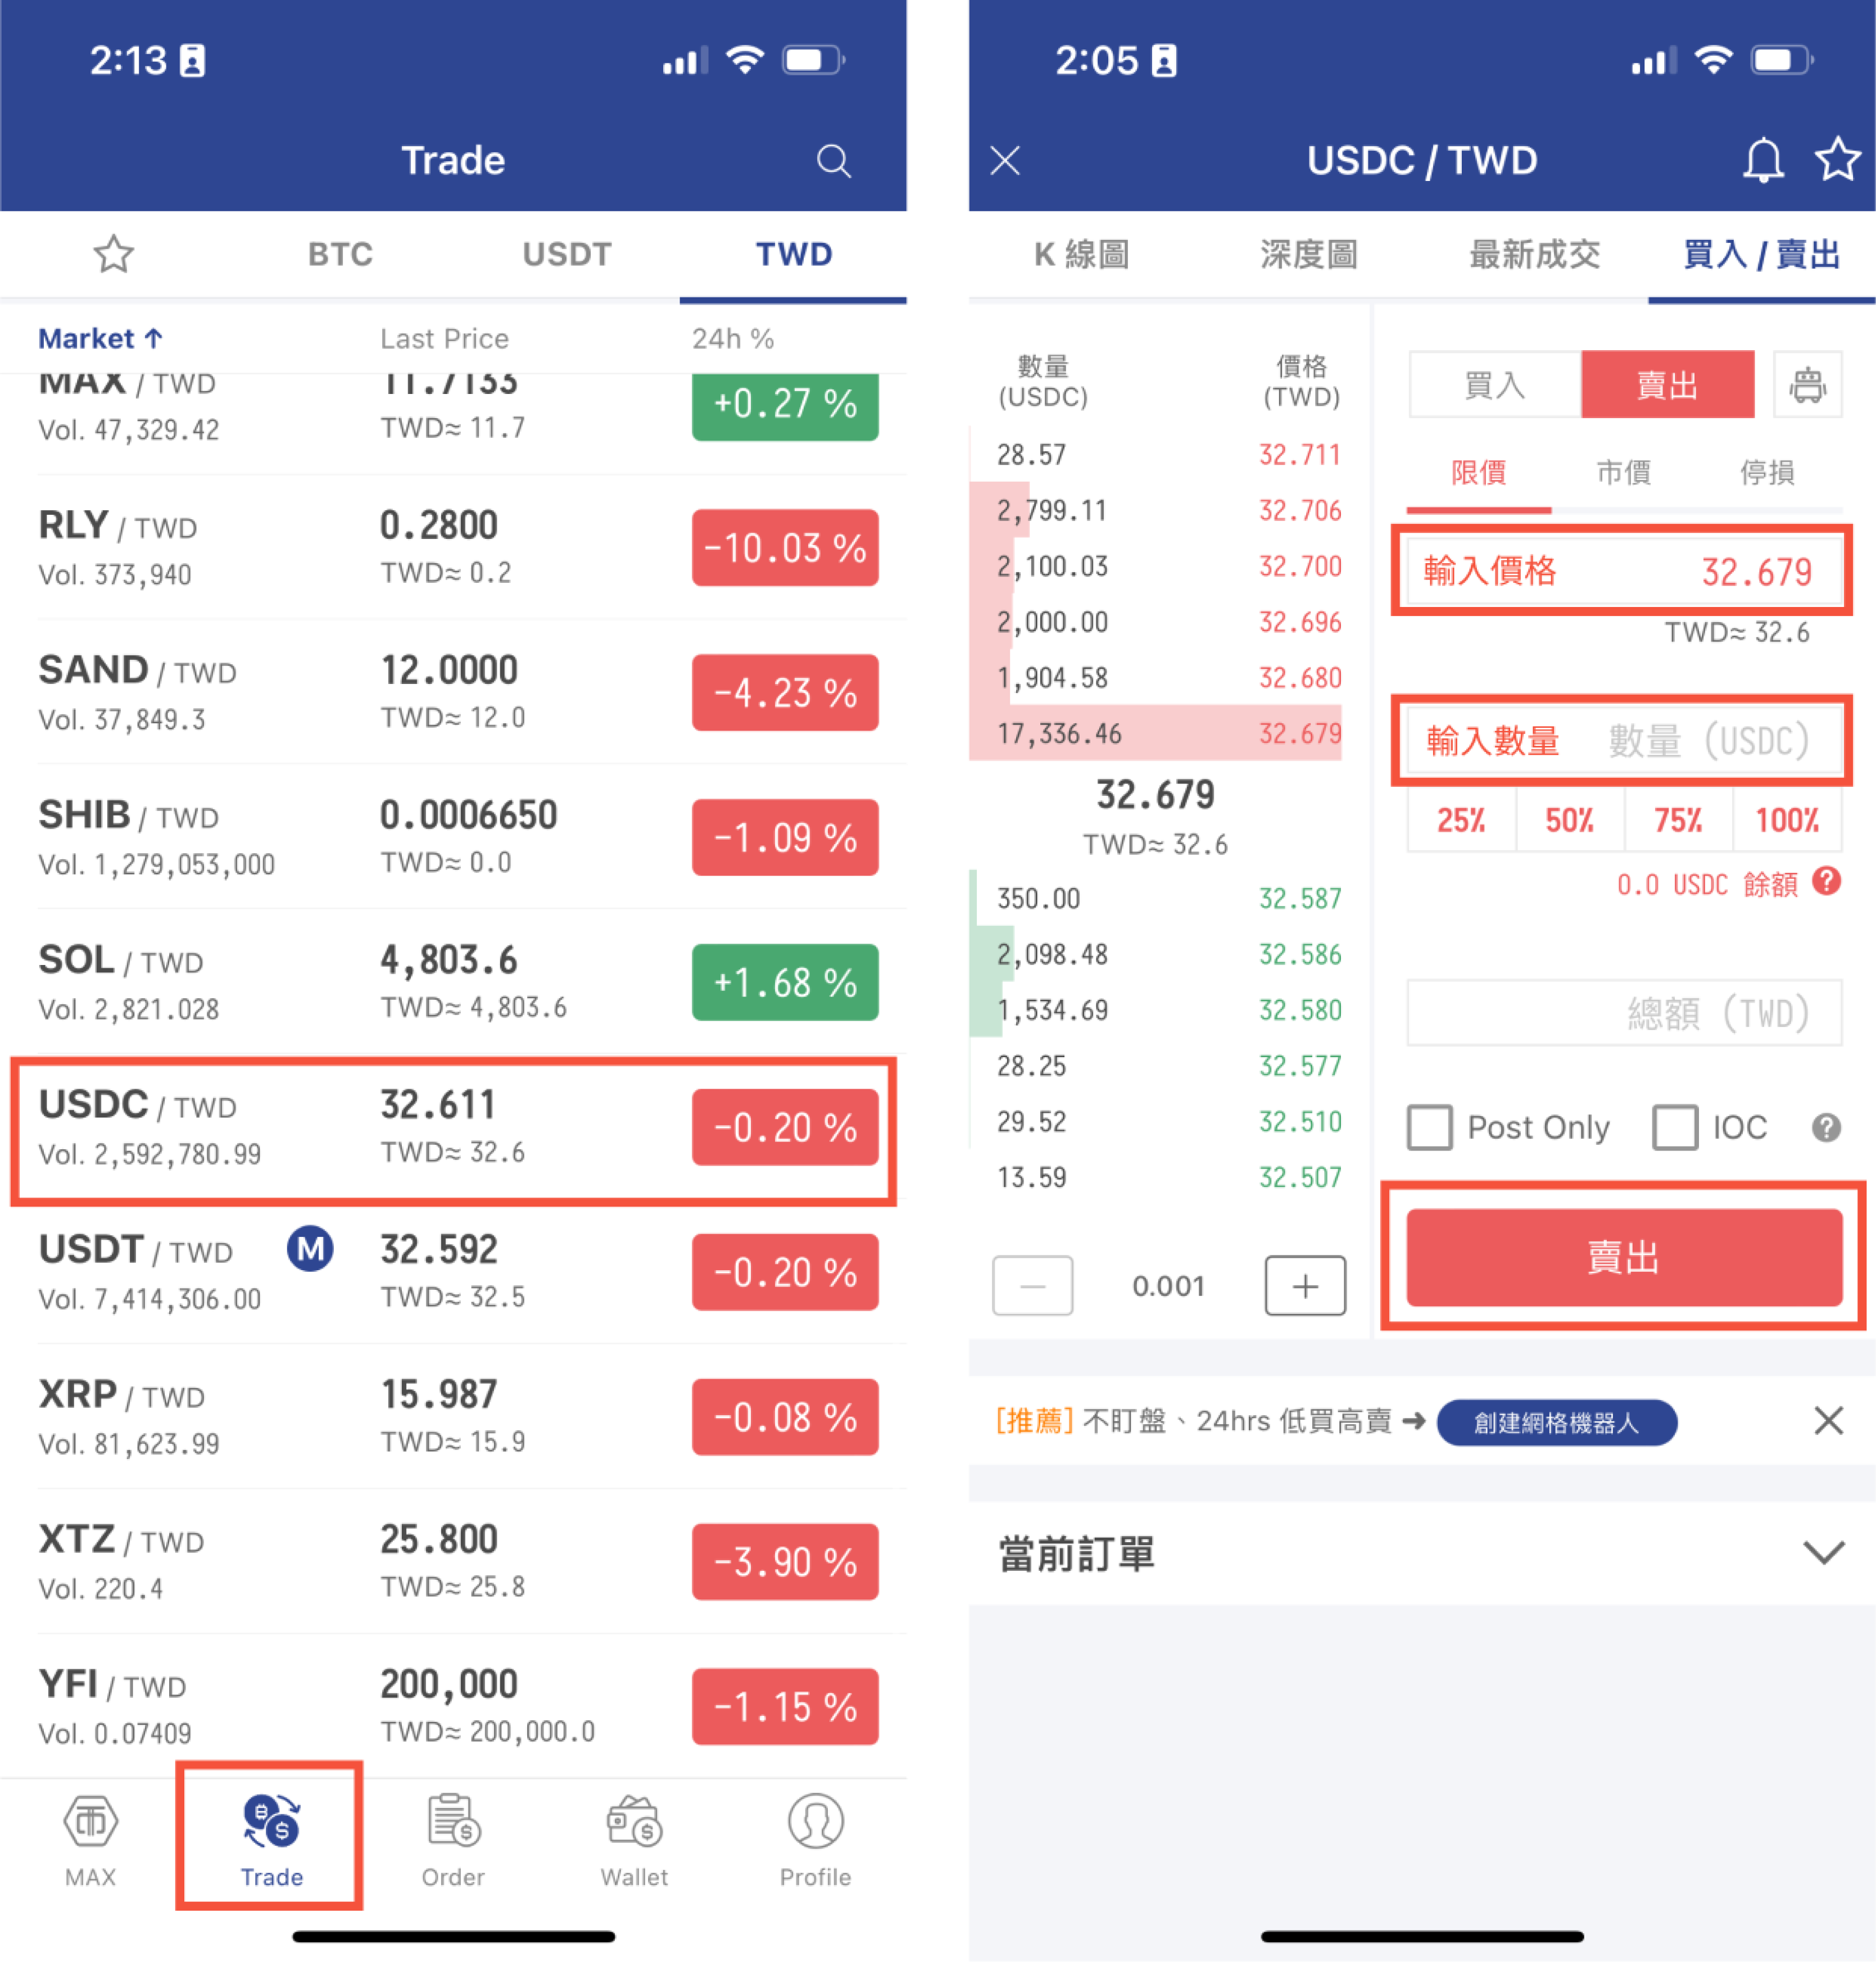 2:13
Trade
BTC USDT TWD
Market ↑ Last Price 24h %
MAX / TWD 11.7133 +0.27 %
Vol. 47,329.42 TWD≈ 11.7
RLY / TWD 0.2800 -10.03 %
Vol. 373,940 TWD≈ 0.2
SAND / TWD 12.0000 -4.23 %
Vol. 37,849.3 TWD≈ 12.0
SHIB / TWD 0.0006650 -1.09 %
Vol. 1,279,053,000 TWD≈ 0.0
SOL / TWD 4,803.6 +1.68 %
Vol. 2,821.028 TWD≈ 4,803.6
USDC / TWD 32.611 -0.20 %
Vol. 2,592,780.99 TWD≈ 32.6
USDT / TWD M 32.592 -0.20 %
Vol. 7,414,306.00 TWD≈ 32.5
XRP / TWD 15.987 -0.08 %
Vol. 81,623.99 TWD≈ 15.9
XTZ / TWD 25.800 -3.90 %
Vol. 220.4 TWD≈ 25.8
YFI / TWD 200,000 -1.15 %
Vol. 0.07409 TWD≈ 200,000.0
MAX Trade Order Wallet Profile
2:05
USDC / TWD
K 線圖 深度圖 最新成交 買入 / 賣出
數量 價格
(USDC) (TWD)
28.57 32.711
2,799.11 32.706
2,100.03 32.700
2,000.00 32.696
1,904.58 32.680
17,336.46 32.679
32.679
TWD≈ 32.6
350.00 32.587
2,098.48 32.586
1,534.69 32.580
28.25 32.577
29.52 32.510
13.59 32.507
− 0.001 +
買入 賣出
限價 市價 停損
輸入價格 32.679
TWD≈ 32.6
輸入數量 數量 (USDC)
25% 50% 75% 100%
0.0 USDC 餘額 ?
總額 (TWD)
Post Only IOC ?
賣出
[推薦] 不盯盤、24hrs 低買高賣 ➜ 創建網格機器人
當前訂單